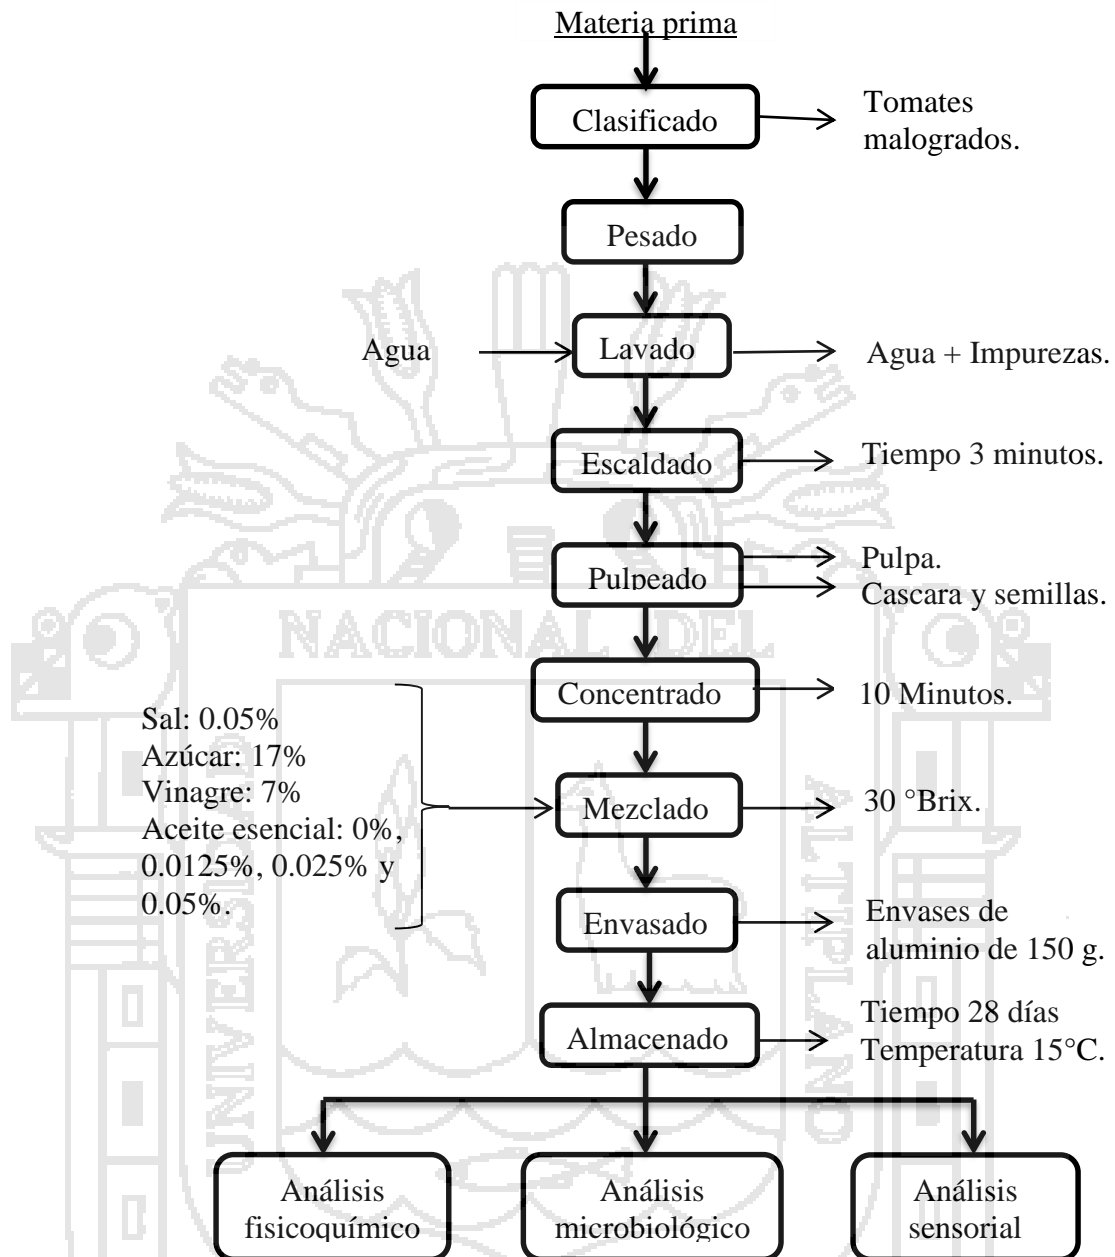 Materia prima
Clasificado
Tomates
malogrados.
Pesado
Agua
Lavado
Agua + Impurezas.
Escaldado
Tiempo 3 minutos.
Pulpeado
Pulpa.
Cascara y semillas.
NACIONAL DEL
Concentrado
10 Minutos.
Sal: 0.05%
Azúcar: 17%
Vinagre: 7%
Aceite esencial: 0%,
0.0125%, 0.025% y
0.05%.
Mezclado
30 °Brix.
UNIVERSIDAD
ALTIPLANO
Envasado
Envases de
aluminio de 150 g.
Almacenado
Tiempo 28 días
Temperatura 15°C.
Análisis
fisicoquímico
Análisis
microbiológico
Análisis
sensorial